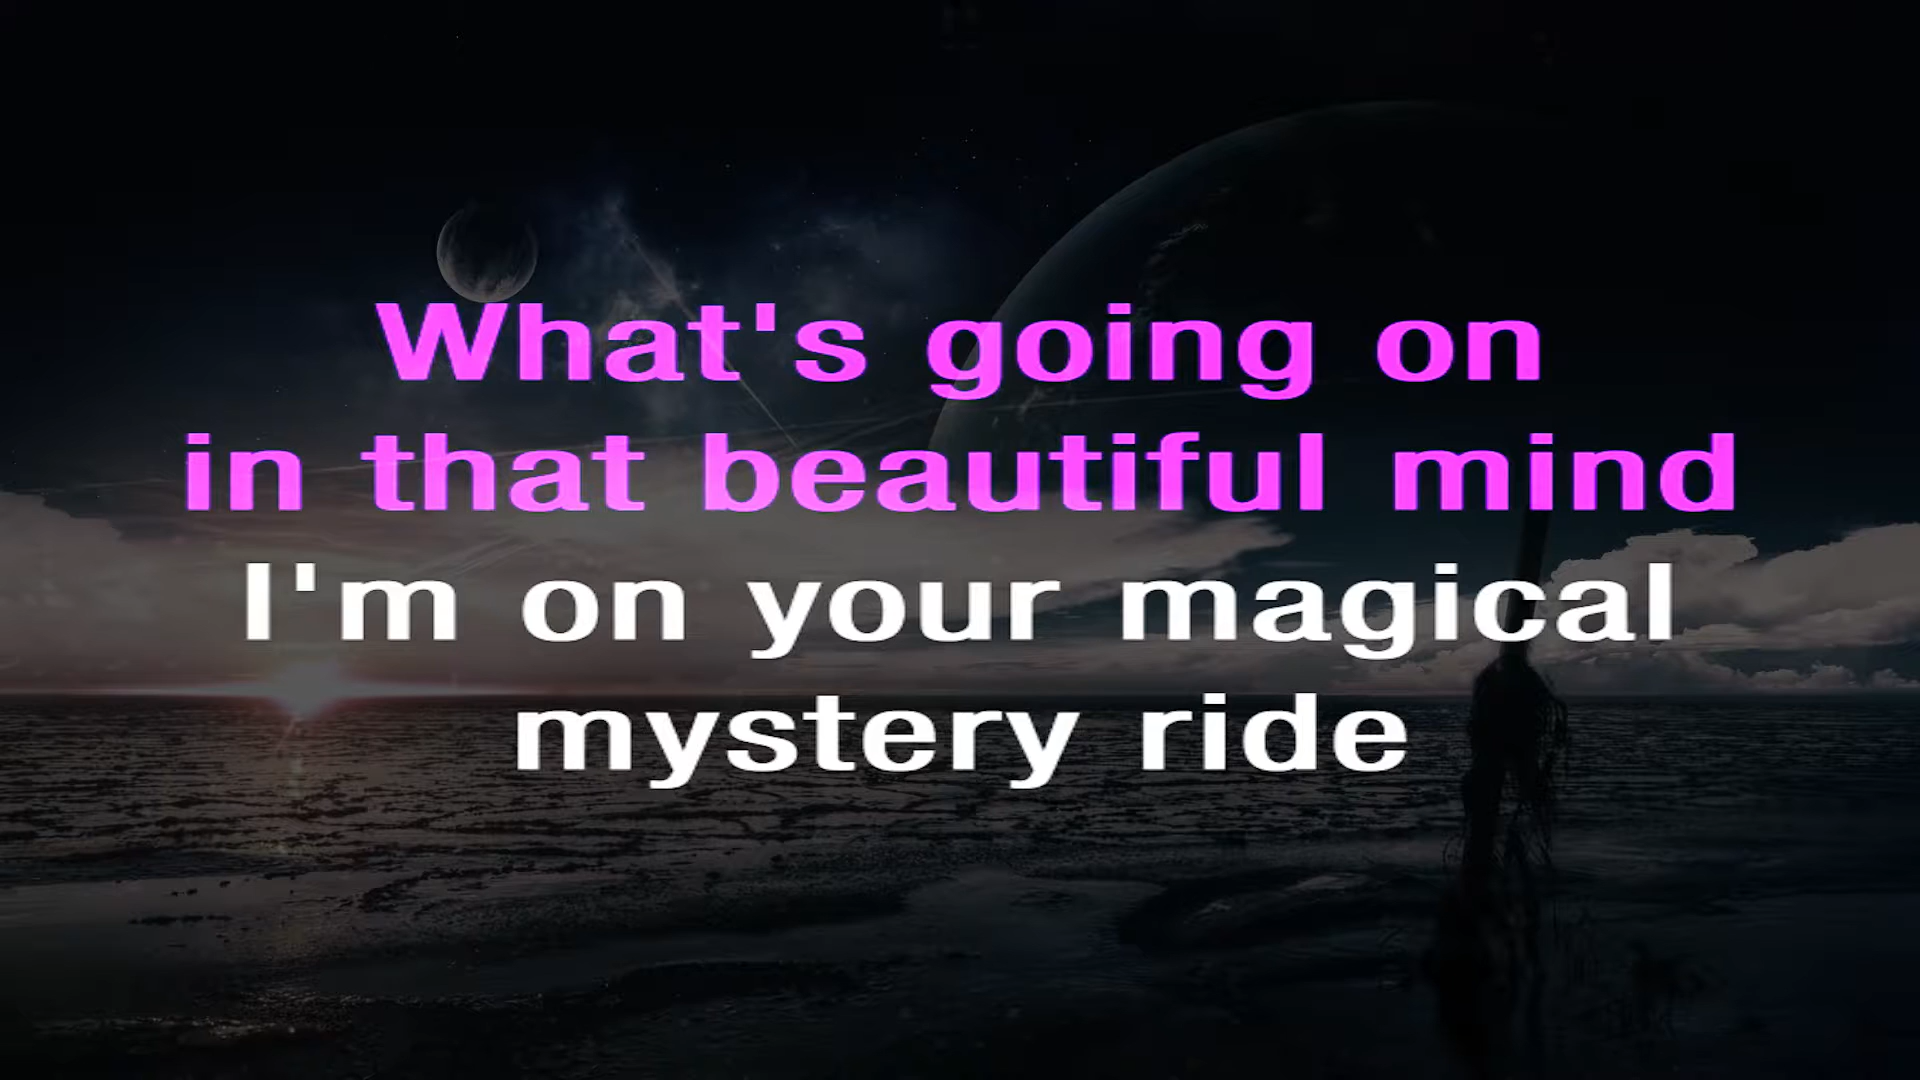 What's going on
in that beautiful mind
I'm on your magical
mystery ride